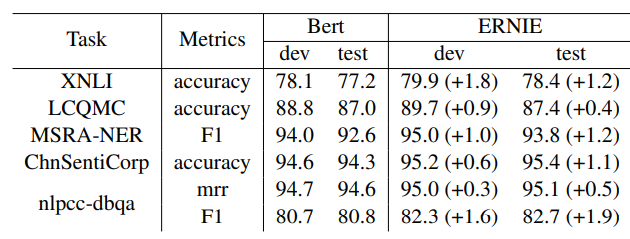 Task Metrics Bert ERNIE
dev test dev test
XNLI accuracy 78.1 77.2 79.9 (+1.8) 78.4 (+1.2)
LCQMC accuracy 88.8 87.0 89.7 (+0.9) 87.4 (+0.4)
MSRA-NER F1 94.0 92.6 95.0 (+1.0) 93.8 (+1.2)
ChnSentiCorp accuracy 94.6 94.3 95.2 (+0.6) 95.4 (+1.1)
nlpcc-dbqa mrr 94.7 94.6 95.0 (+0.3) 95.1 (+0.5)
F1 80.7 80.8 82.3 (+1.6) 82.7 (+1.9)